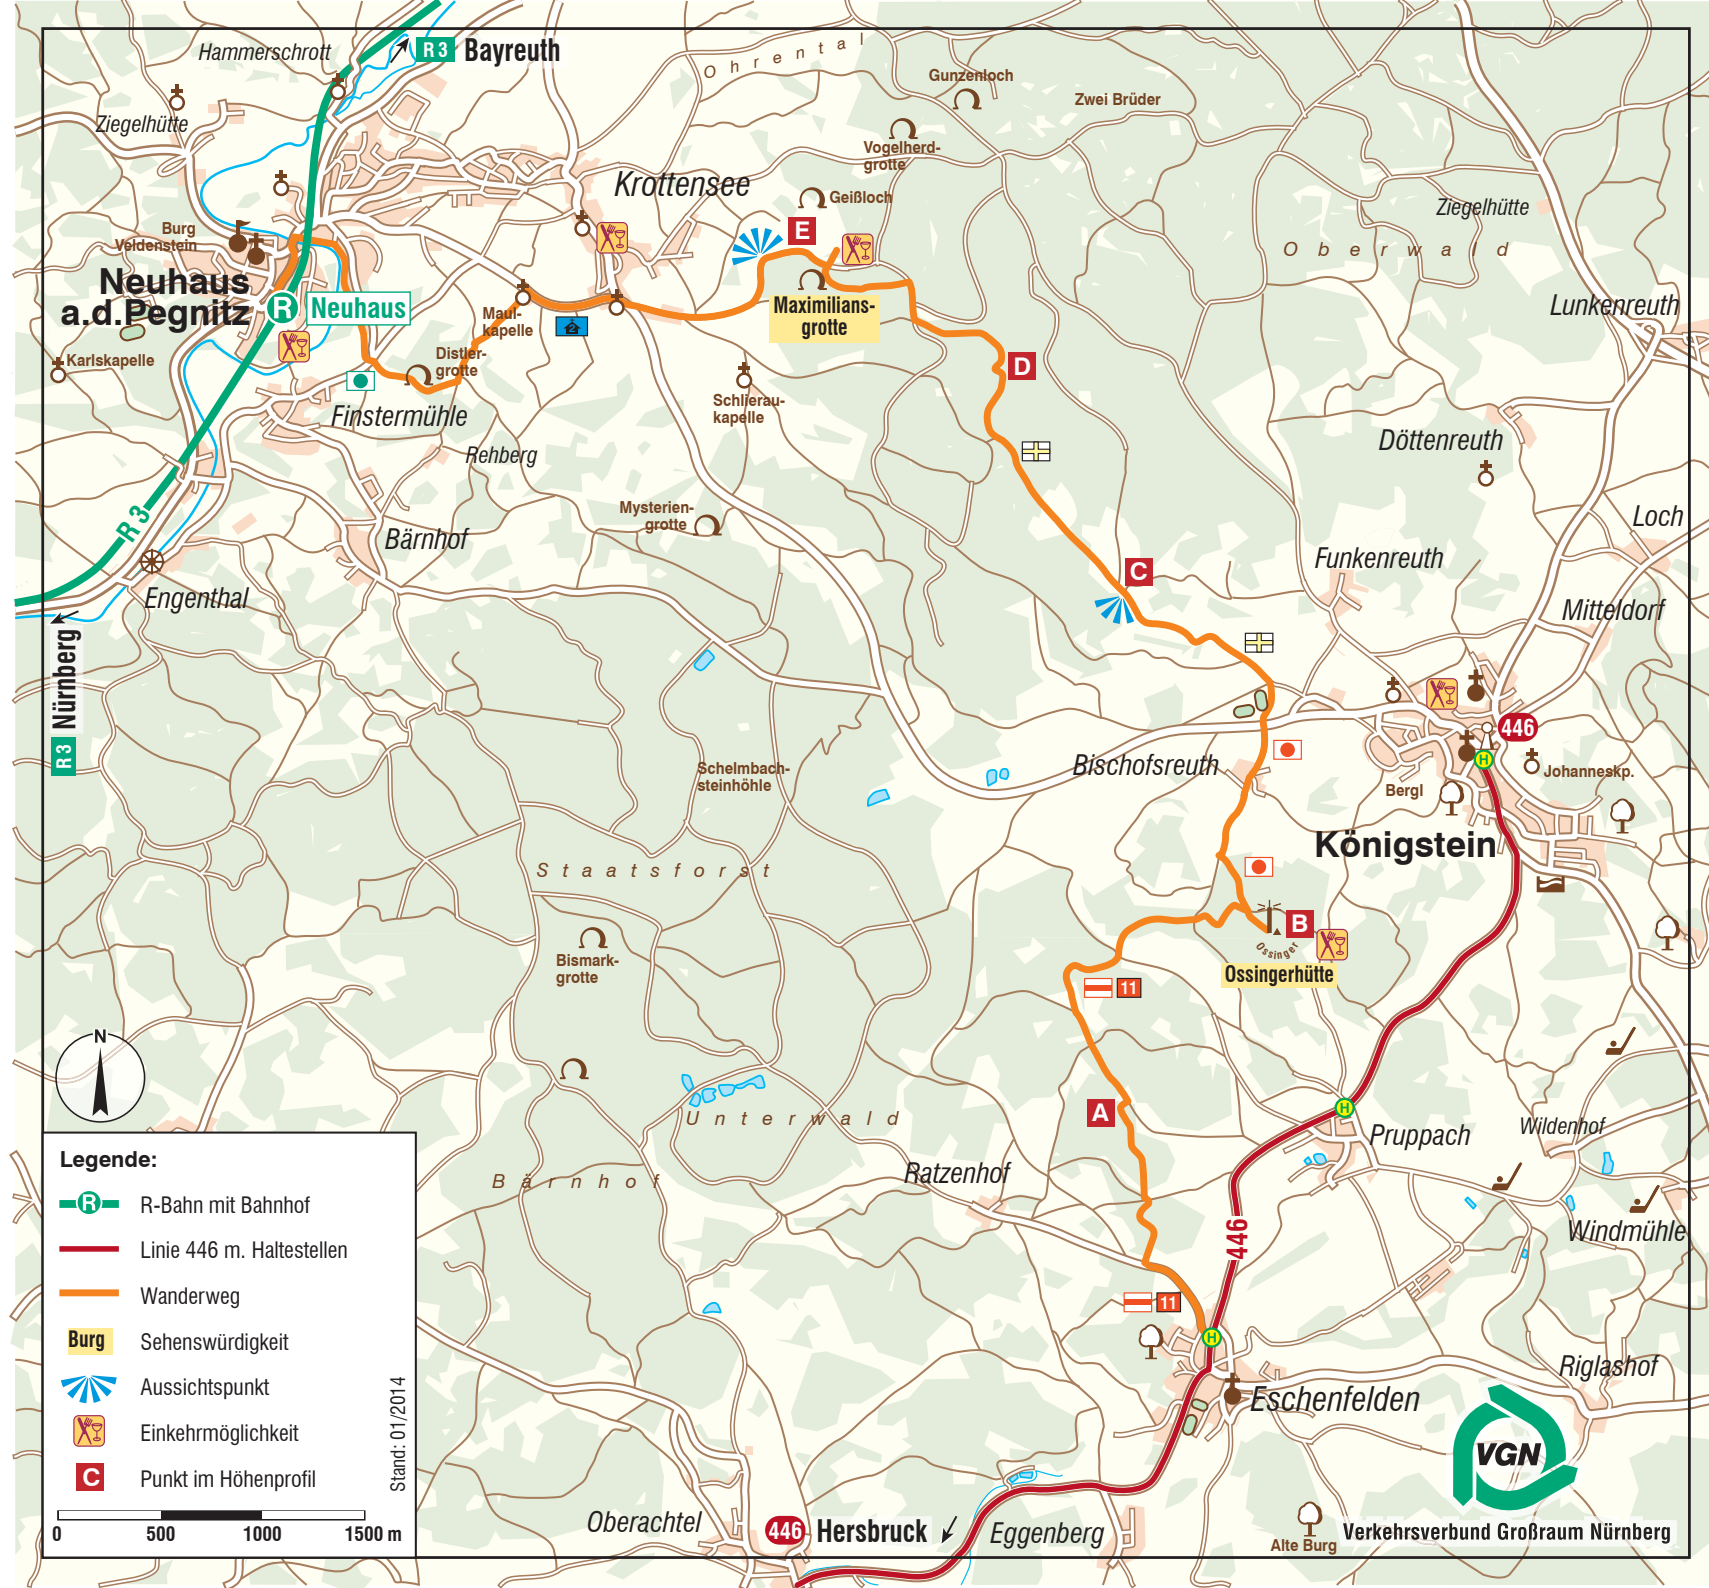 Hammerschrott
R 3 Bayreuth
Ohrental
Gunzenloch
Zwei Brüder
Ziegelhütte
Vogelherd-
grotte
Krottensee
Geißloch
Ziegelhütte
Burg
Veldenstein
E
Oberwald
Neuhaus
a.d.Pegnitz
R
Neuhaus
Maul-
kapelle
2
Maximilians-
grotte
Lunkenreuth
Karlskapelle
Distler-
grotte
D
Schlierau-
kapelle
Finstermühle
Döttenreuth
Rehberg
R 3
Mysterien-
grotte
Loch
Bärnhof
Funkenreuth
C
Engenthal
Mitteldorf
R 3 Nürnberg
446
H
Bischofsreuth
Schelmbach-
steinhöhle
Johanneskp.
Bergl
Königstein
Staatsforst
B
Ossinger
Ossingerhütte
Bismark-
grotte
11
N
A
H
Unterwald
Pruppach
Wildenhof
Ratzenhof
Bärnhof
446
Windmühle
11
H
Eschenfelden
Riglashof
Legende:
R
R-Bahn mit Bahnhof
Linie 446 m. Haltestellen
Wanderweg
Burg
Sehenswürdigkeit
Aussichtspunkt
Einkehrmöglichkeit
C
Punkt im Höhenprofil
0 500 1000 1500 m
Stand: 01/2014
VGN
Oberachtel
446 Hersbruck
Eggenberg
Alte Burg
Verkehrsverbund Großraum Nürnberg